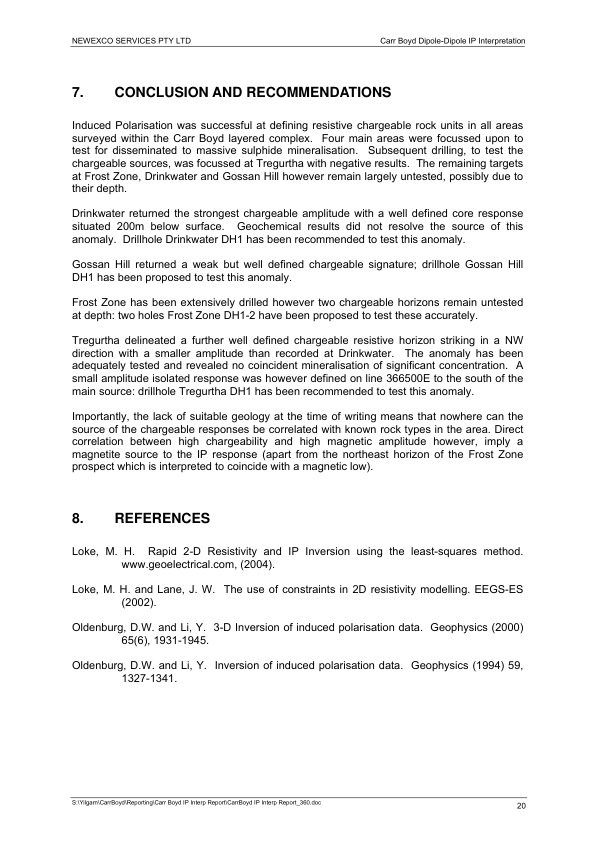 NEWEXCO SERVICES PTY LTD
Carr Boyd Dipole-Dipole IP Interpretation
7. CONCLUSION AND RECOMMENDATIONS
Induced Polarisation was successful at defining resistive chargeable rock units in all areas
surveyed within the Carr Boyd layered complex. Four main areas were focussed upon to
test for disseminated to massive sulphide mineralisation. Subsequent drilling, to test the
chargeable sources, was focussed at Tregurtha with negative results. The remaining targets
at Frost Zone, Drinkwater and Gossan Hill however remain largely untested, possibly due to
their depth.
Drinkwater returned the strongest chargeable amplitude with a well defined core response
situated 200m below surface. Geochemical results did not resolve the source of this
anomaly. Drillhole Drinkwater DH1 has been recommended to test this anomaly.
Gossan Hill returned a weak but well defined chargeable signature; drillhole Gossan Hill
DH1 has been proposed to test this anomaly.
Frost Zone has been extensively drilled however two chargeable horizons remain untested
at depth: two holes Frost Zone DH1-2 have been proposed to test these accurately.
Tregurtha delineated a further well defined chargeable resistive horizon striking in a NW
direction with a smaller amplitude than recorded at Drinkwater. The anomaly has been
adequately tested and revealed no coincident mineralisation of significant concentration. A
small amplitude isolated response was however defined on line 366500E to the south of the
main source: drillhole Tregurtha DH1 has been recommended to test this anomaly.
Importantly, the lack of suitable geology at the time of writing means that nowhere can the
source of the chargeable responses be correlated with known rock types in the area. Direct
correlation between high chargeability and high magnetic amplitude however, imply a
magnetite source to the IP response (apart from the northeast horizon of the Frost Zone
prospect which is interpreted to coincide with a magnetic low).
8. REFERENCES
Loke, M. H. Rapid 2-D Resistivity and IP Inversion using the least-squares method.
www.geoelectrical.com, (2004).
Loke, M. H. and Lane, J. W. The use of constraints in 2D resistivity modelling. EEGS-ES
(2002).
Oldenburg, D.W. and Li, Y. 3-D Inversion of induced polarisation data. Geophysics (2000)
65(6), 1931-1945.
Oldenburg, D.W. and Li, Y. Inversion of induced polarisation data. Geophysics (1994) 59,
1327-1341.
S:\Yilgarn\CarrBoyd\Reporting\Carr Boyd IP Interp Report\CarrBoyd IP Interp Report_360.doc
20